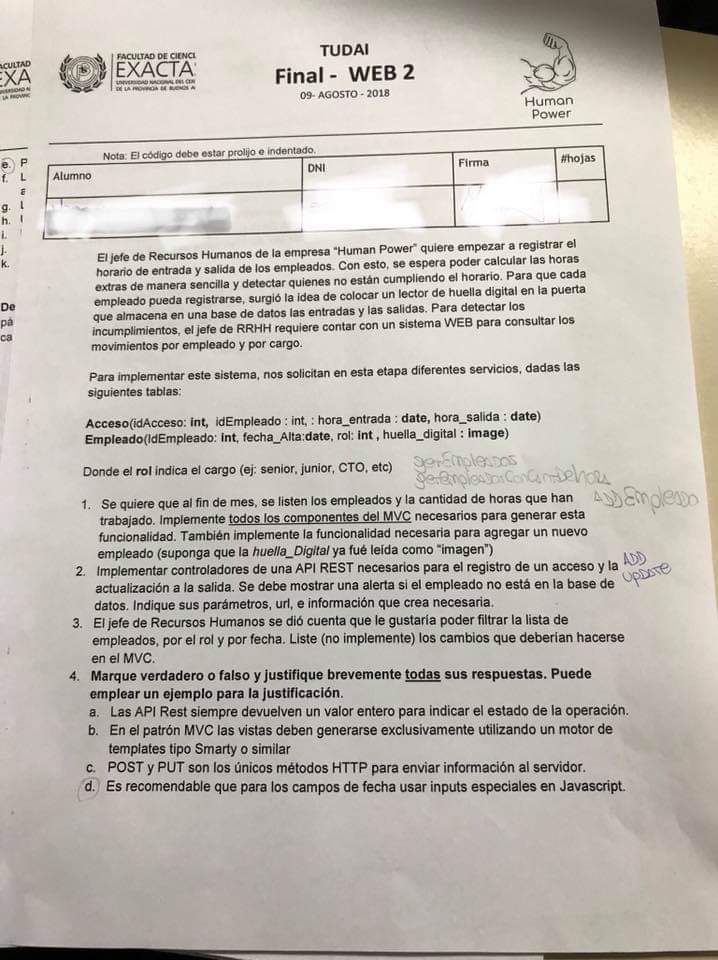 TUDAI
Final - WEB 2
09- AGOSTO - 2018
FACULTAD DE CIENCI
EXACTA
UNIVERSIDAD NACIONAL DEL CEN
DE LA PROVINCIA DE BUENOS A
Human
Power
Nota: El código debe estar prolijo e indentado.
Alumno DNI Firma #hojas
El jefe de Recursos Humanos de la empresa "Human Power" quiere empezar a registrar el
horario de entrada y salida de los empleados. Con esto, se espera poder calcular las horas
extras de manera sencilla y detectar quienes no están cumpliendo el horario. Para que cada
empleado pueda registrarse, surgió la idea de colocar un lector de huella digital en la puerta
que almacena en una base de datos las entradas y las salidas. Para detectar los
incumplimientos, el jefe de RRHH requiere contar con un sistema WEB para consultar los
movimientos por empleado y por cargo.
Para implementar este sistema, nos solicitan en esta etapa diferentes servicios, dadas las
siguientes tablas:
Acceso(idAcceso: int, idEmpleado : int, : hora_entrada : date, hora_salida : date)
Empleado(IdEmpleado: int, fecha_Alta:date, rol: int , huella_digital : image)
Donde el rol indica el cargo (ej: senior, junior, CTO, etc)
GetEmpleados
ADDEmpleado
1. Se quiere que al fin de mes, se listen los empleados y la cantidad de horas que han
trabajado. Implemente todos los componentes del MVC necesarios para generar esta
funcionalidad. También implemente la funcionalidad necesaria para agregar un nuevo
empleado (suponga que la huella_Digital ya fué leída como "imagen")
2. Implementar controladores de una API REST necesarios para el registro de un acceso y la
actualización a la salida. Se debe mostrar una alerta si el empleado no está en la base de
datos. Indique sus parámetros, url, e información que crea necesaria.
ADD
UPDATE
3. El jefe de Recursos Humanos se dió cuenta que le gustaría poder filtrar la lista de
empleados, por el rol y por fecha. Liste (no implemente) los cambios que deberían hacerse
en el MVC.
4. Marque verdadero o falso y justifique brevemente todas sus respuestas. Puede
emplear un ejemplo para la justificación.
a. Las API Rest siempre devuelven un valor entero para indicar el estado de la operación.
b. En el patrón MVC las vistas deben generarse exclusivamente utilizando un motor de
templates tipo Smarty o similar
c. POST y PUT son los únicos métodos HTTP para enviar información al servidor.
d. Es recomendable que para los campos de fecha usar inputs especiales en Javascript.
ACULTAD
EXA
e. P
f. L
g.
h.
i.
j.
k.
De
pá
ca